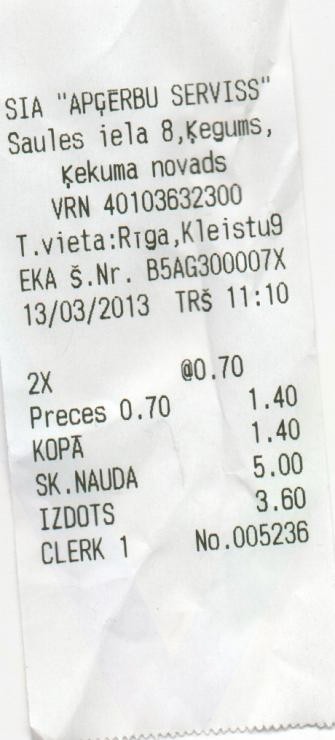 SIA "APĢĒRBU SERVISS"
Saules iela 8,Ķegums,
Ķekuma novads
VRN 40103632300
T.vieta:Rīga,Kleistu9
EKA Š.Nr. B5AG300007X
13/03/2013 TRŠ 11:10
2X @0.70
Preces 0.70 1.40
KOPĀ 1.40
SK.NAUDA 5.00
IZDOTS 3.60
CLERK 1 No.005236